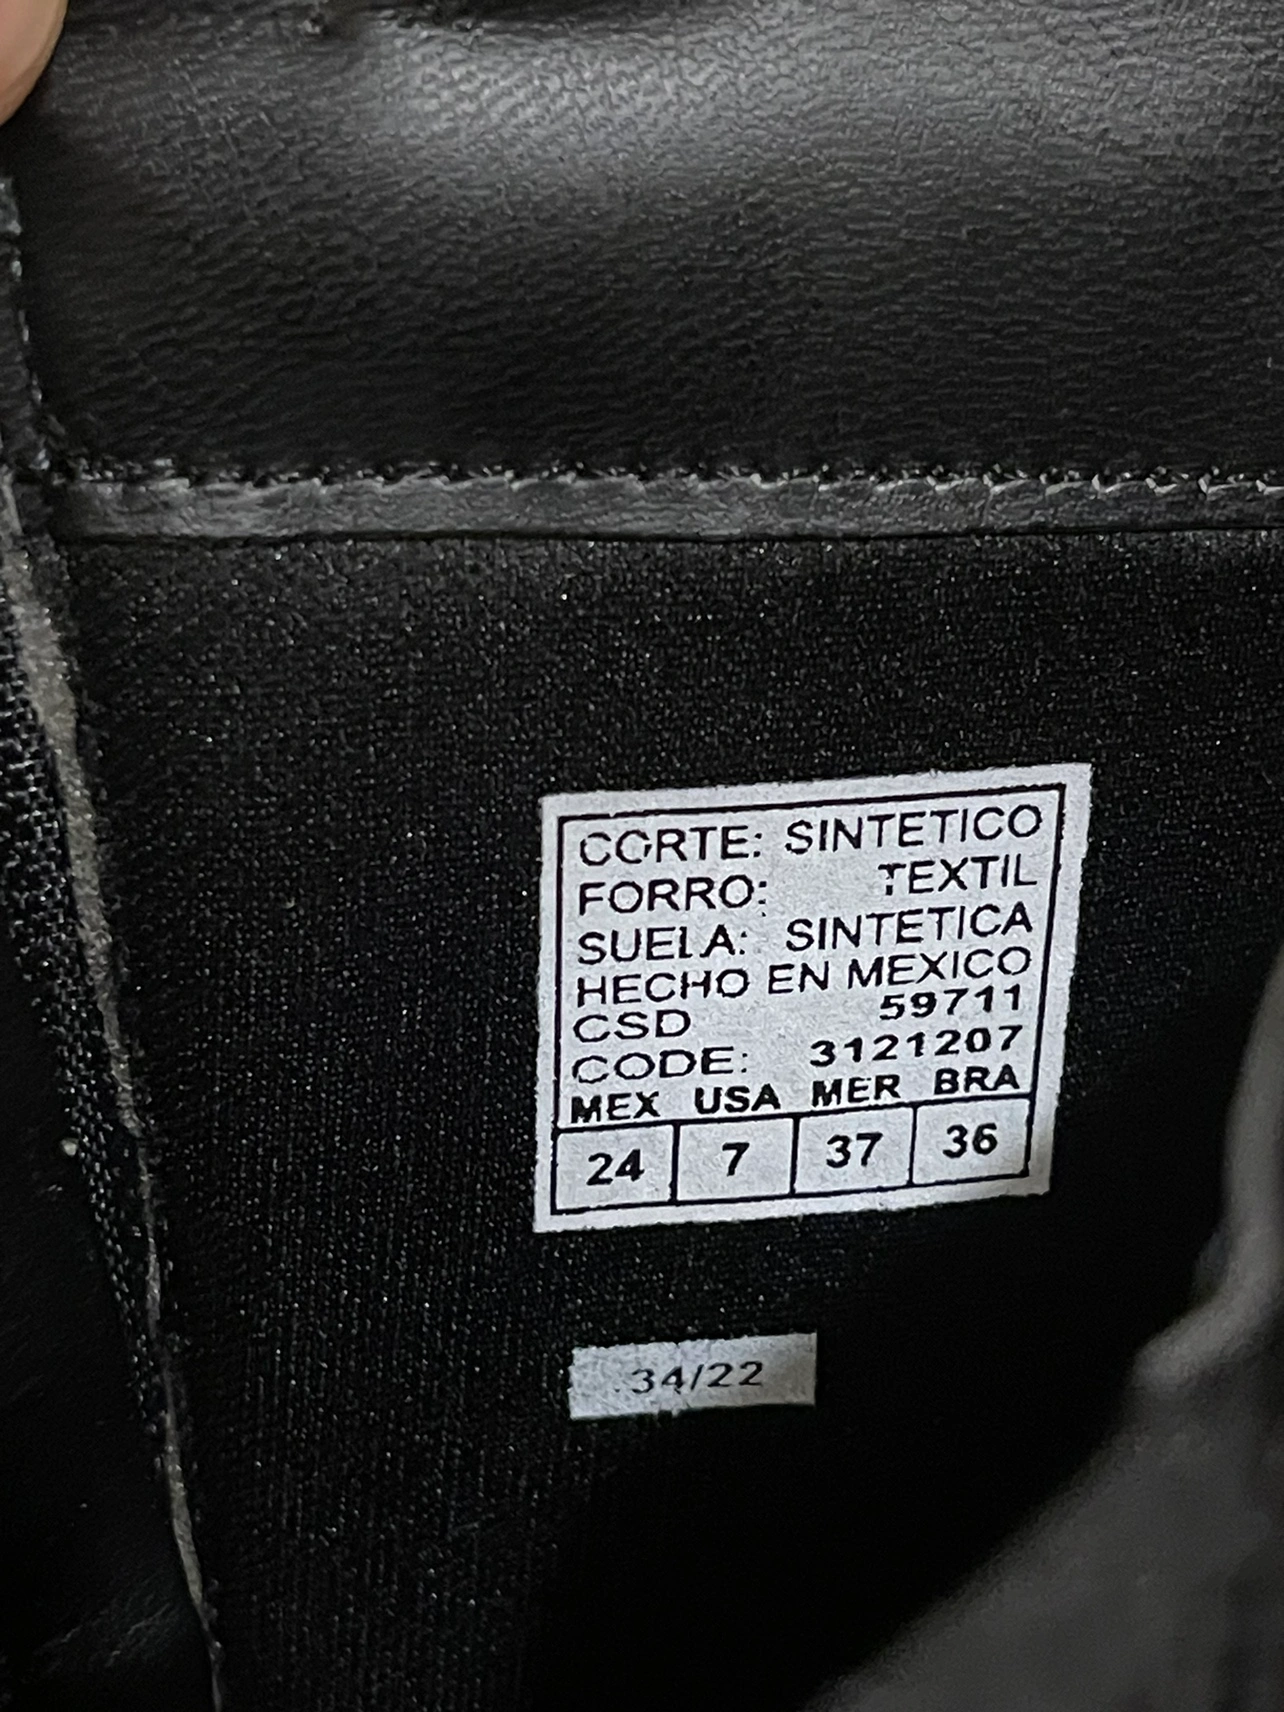 CORTE: SINTETICO
FORRO: TEXTIL
SUELA: SINTETICA
HECHO EN MEXICO
CSD 59711
CODE: 3121207
MEX USA MER BRA
24 7 37 36
34/22